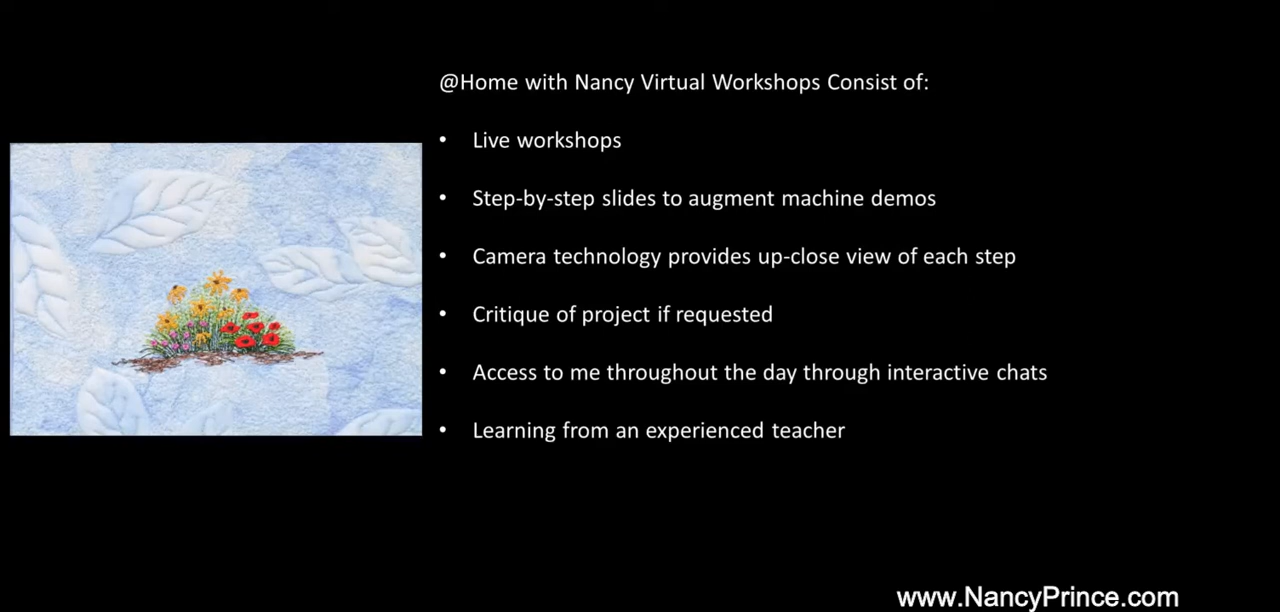 @Home with Nancy Virtual Workshops Consist of:
• Live workshops
• Step-by-step slides to augment machine demos
• Camera technology provides up-close view of each step
• Critique of project if requested
• Access to me throughout the day through interactive chats
• Learning from an experienced teacher
www.NancyPrince.com